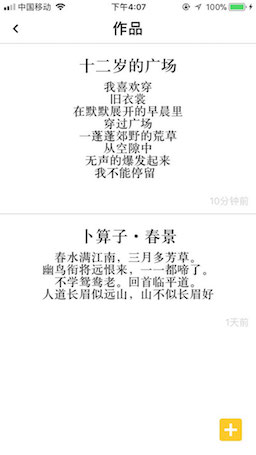 中国移动 下午4:07 100%
作品
十二岁的广场
我喜欢穿
旧衣裳
在默默展开的早晨里
穿过广场
一蓬蓬郊野的荒草
从空隙中
无声的爆发起来
我不能停留
10分钟前
卜算子·春景
春水满江南，三月多芳草。
幽鸟衔将远恨来，一一都啼了。
不学鸳鸯老。回首临平道。
人道长眉似远山，山不似长眉好
1天前